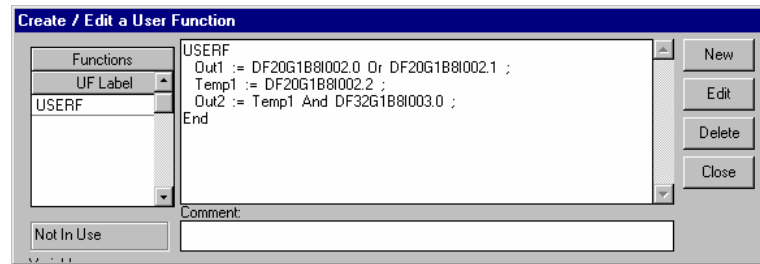 Create / Edit a User Function
Functions
UF Label
USERF
USERF
Out1 := DF20G1B8I002.0 Or DF20G1B8I002.1 ;
Temp1 := DF20G1B8I002.2 ;
Out2 := Temp1 And DF32G1B8I003.0 ;
End
New
Edit
Delete
Close
Comment:
Not In Use